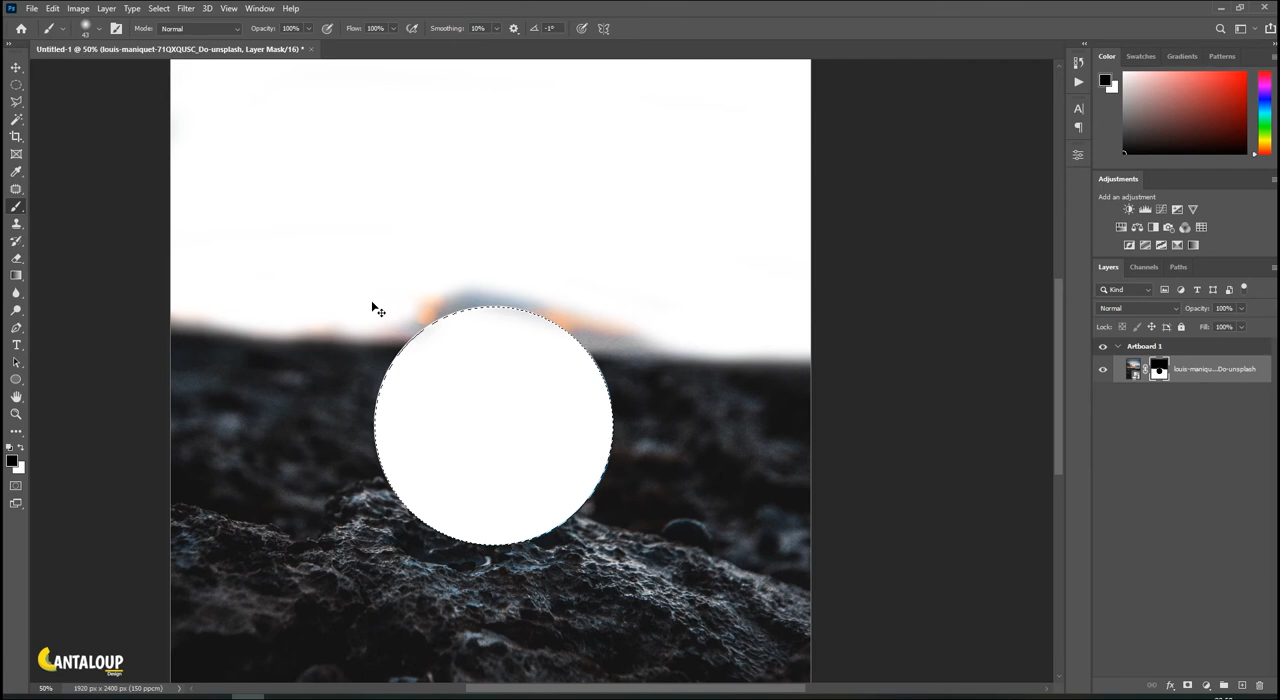 Ps File Edit Image Layer Type Select Filter 3D View Window Help
Mode: Normal Opacity: 100% Flow: 100% Smoothing: 10% -1°
Untitled-1 @ 50% (louis-maniquet-71QXQUSC_Do-unsplash, Layer Mask/16) * ×
43
Color Swatches Gradients Patterns
Adjustments
Add an adjustment
Layers Channels Paths
Kind
Normal Opacity: 100%
Lock: Fill: 100%
Artboard 1
louis-maniqu...Do-unsplash
CANTALOUP
Design
50% 1920 px x 2400 px (150 ppcm)